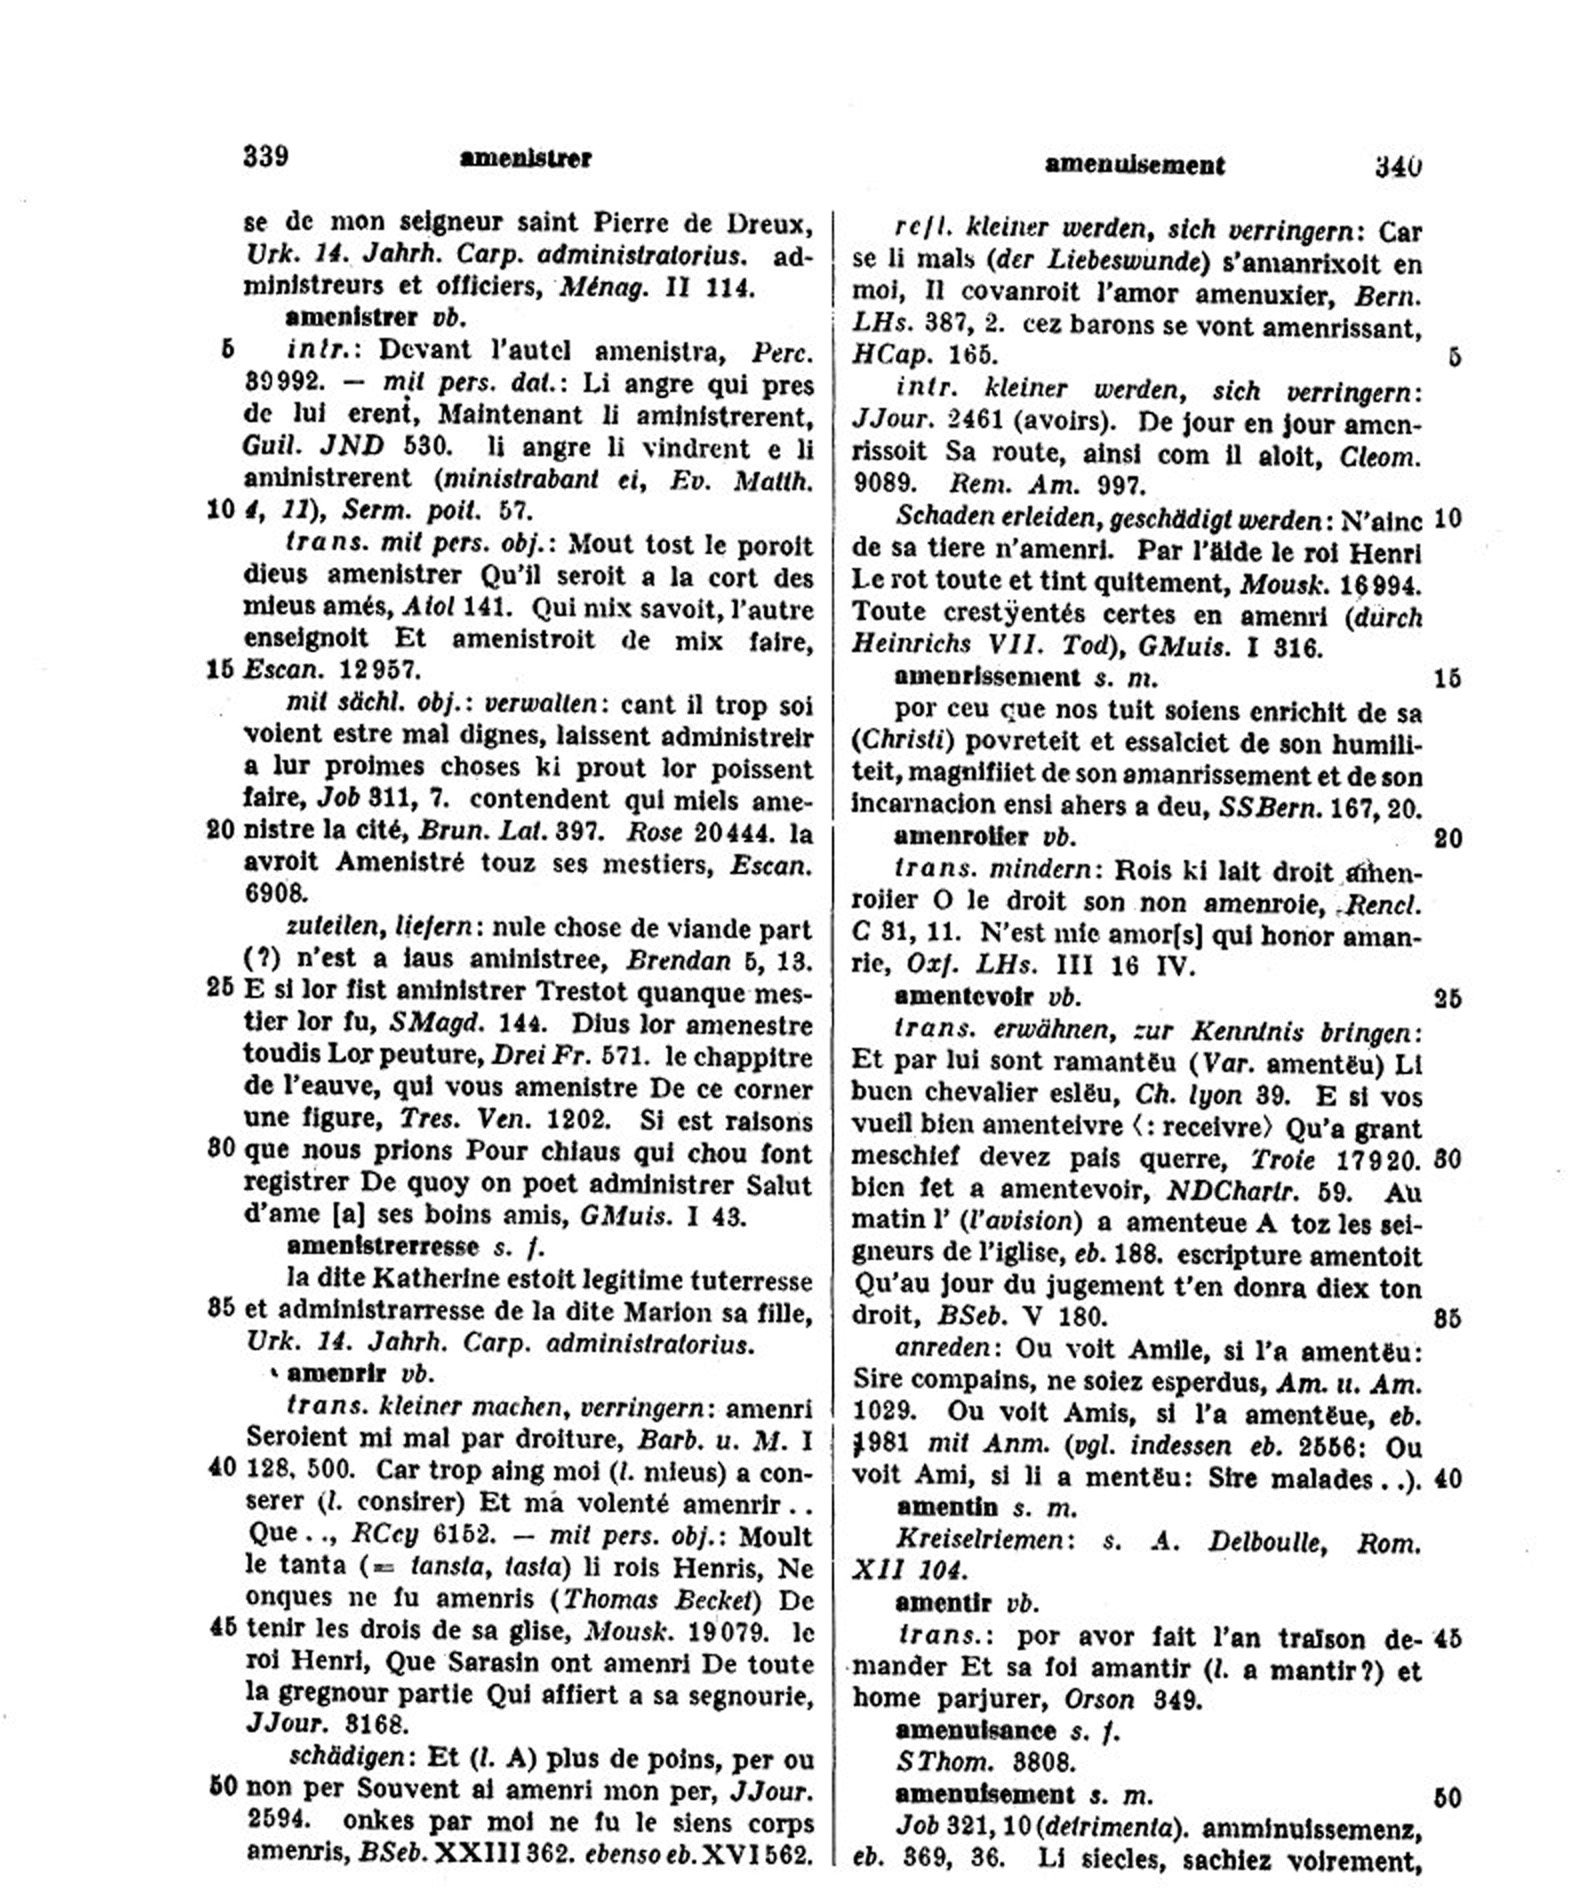 339 amenistrer
se de mon seigneur saint Pierre de Dreux,
Urk. 14. Jahrh. Carp. administratorius. ad-
ministreurs et officiers, Ménag. II 114.
amenistrer vb.
5 intr.: Devant l'autel amenistra, Perc.
39992. — mit pers. dat.: Li angre qui pres
de lui erent, Maintenant li aministrerent,
Guil. JND 530. li angre li vindrent e li
aministrerent (ministrabant ei, Ev. Matth.
10 4, 11), Serm. poit. 57.
trans. mit pers. obj.: Mout tost le poroit
dieus amenistrer Qu'il seroit a la cort des
mieus amés, Aiol 141. Qui mix savoit, l'autre
enseignoit Et amenistroit de mix faire,
15 Escan. 12957.
mit sächl. obj.: verwalten: cant il trop soi
voient estre mal dignes, laissent administreir
a lur proimes choses ki prout lor poissent
faire, Job 311, 7. contendent qui miels ame-
20 nistre la cité, Brun. Lat. 397. Rose 20444. la
avroit Amenistré touz ses mestiers, Escan.
6908.
zuteilen, liefern: nule chose de viande part
(?) n'est a iaus aministree, Brendan 5, 13.
25 E si lor fist aministrer Trestot quanque mes-
tier lor fu, SMagd. 144. Dius lor amenestre
toudis Lor peuture, Drei Fr. 571. le chappitre
de l'eauve, qui vous amenistre De ce corner
une figure, Tres. Ven. 1202. Si est raisons
30 que nous prions Pour chiaus qui chou font
registrer De quoy on poet administrer Salut
d'ame [a] ses boins amis, GMuis. I 43.
amenistrerresse s. f.
la dite Katherine estoit legitime tuterresse
35 et administrarresse de la dite Marion sa fille,
Urk. 14. Jahrh. Carp. administratorius.
amenrir vb.
trans. kleiner machen, verringern: amenri
Seroient mi mal par droiture, Barb. u. M. I
40 128, 500. Car trop aing moi (l. mieus) a con-
serer (l. consirer) Et ma volenté amenrir . .
Que . ., RCcy 6152. — mit pers. obj.: Moult
le tanta (= tansta, tasta) li rois Henris, Ne
onques ne fu amenris (Thomas Becket) De
45 tenir les drois de sa glise, Mousk. 19079. le
roi Henri, Que Sarasin ont amenri De toute
la gregnour partie Qui affiert a sa segnourie,
JJour. 3168.
schädigen: Et (l. A) plus de poins, per ou
50 non per Souvent ai amenri mon per, JJour.
2594. onkes par moi ne fu le siens corps
amenris, BSeb. XXIII 362. ebenso eb. XVI 562.
amenuisement 340
refl. kleiner werden, sich verringern: Car
se li mals (der Liebeswunde) s'amanrixoit en
moi, Il covanroit l'amor amenuxier, Bern.
LHs. 387, 2. cez barons se vont amenrissant,
HCap. 165. 5
intr. kleiner werden, sich verringern:
JJour. 2461 (avoirs). De jour en jour amen-
rissoit Sa route, ainsi com il aloit, Cleom.
9089. Rem. Am. 997.
Schaden erleiden, geschädigt werden: N'ainc 10
de sa tiere n'amenri. Par l'äide le roi Henri
Le rot toute et tint quitement, Mousk. 16994.
Toute crestÿentés certes en amenri (durch
Heinrichs VII. Tod), GMuis. I 316.
amenrissement s. m. 15
por ceu que nos tuit soiens enrichit de sa
(Christi) povreteit et essalciet de son humili-
teit, magnifiiet de son amanrissement et de son
incarnacion ensi ahers a deu, SSBern. 167, 20.
amenroiier vb. 20
trans. mindern: Rois ki lait droit amen-
roiier O le droit son non amenroie, Rencl.
C 31, 11. N'est mie amor[s] qui honor aman-
rie, Oxf. LHs. III 16 IV.
amentevoir vb. 25
trans. erwähnen, zur Kenntnis bringen:
Et par lui sont ramantëu (Var. amentëu) Li
buen chevalier eslëu, Ch. lyon 39. E si vos
vueil bien amenteivre ⟨: receivre⟩ Qu'a grant
meschief devez pais querre, Troie 17920. 30
bien fet a amentevoir, NDChartr. 59. Au
matin l' (l'avision) a amenteue A toz les sei-
gneurs de l'iglise, eb. 188. escripture amentoit
Qu'au jour du jugement t'en donra diex ton
droit, BSeb. V 180. 35
anreden: Ou voit Amile, si l'a amentëu:
Sire compains, ne soiez esperdus, Am. u. Am.
1029. Ou voit Amis, si l'a amentëue, eb.
1981 mit Anm. (vgl. indessen eb. 2556: Ou
voit Ami, si li a mentëu: Sire malades . .). 40
amentin s. m.
Kreiselriemen: s. A. Delboulle, Rom.
XII 104.
amentir vb.
trans.: por avor fait l'an traïson de- 45
mander Et sa foi amantir (l. a mantir?) et
home parjurer, Orson 349.
amenuisance s. f.
SThom. 3808.
amenuisement s. m. 50
Job 321, 10 (detrimenta). amminuissemenz,
eb. 369, 36. Li siecles, sachiez voirement,